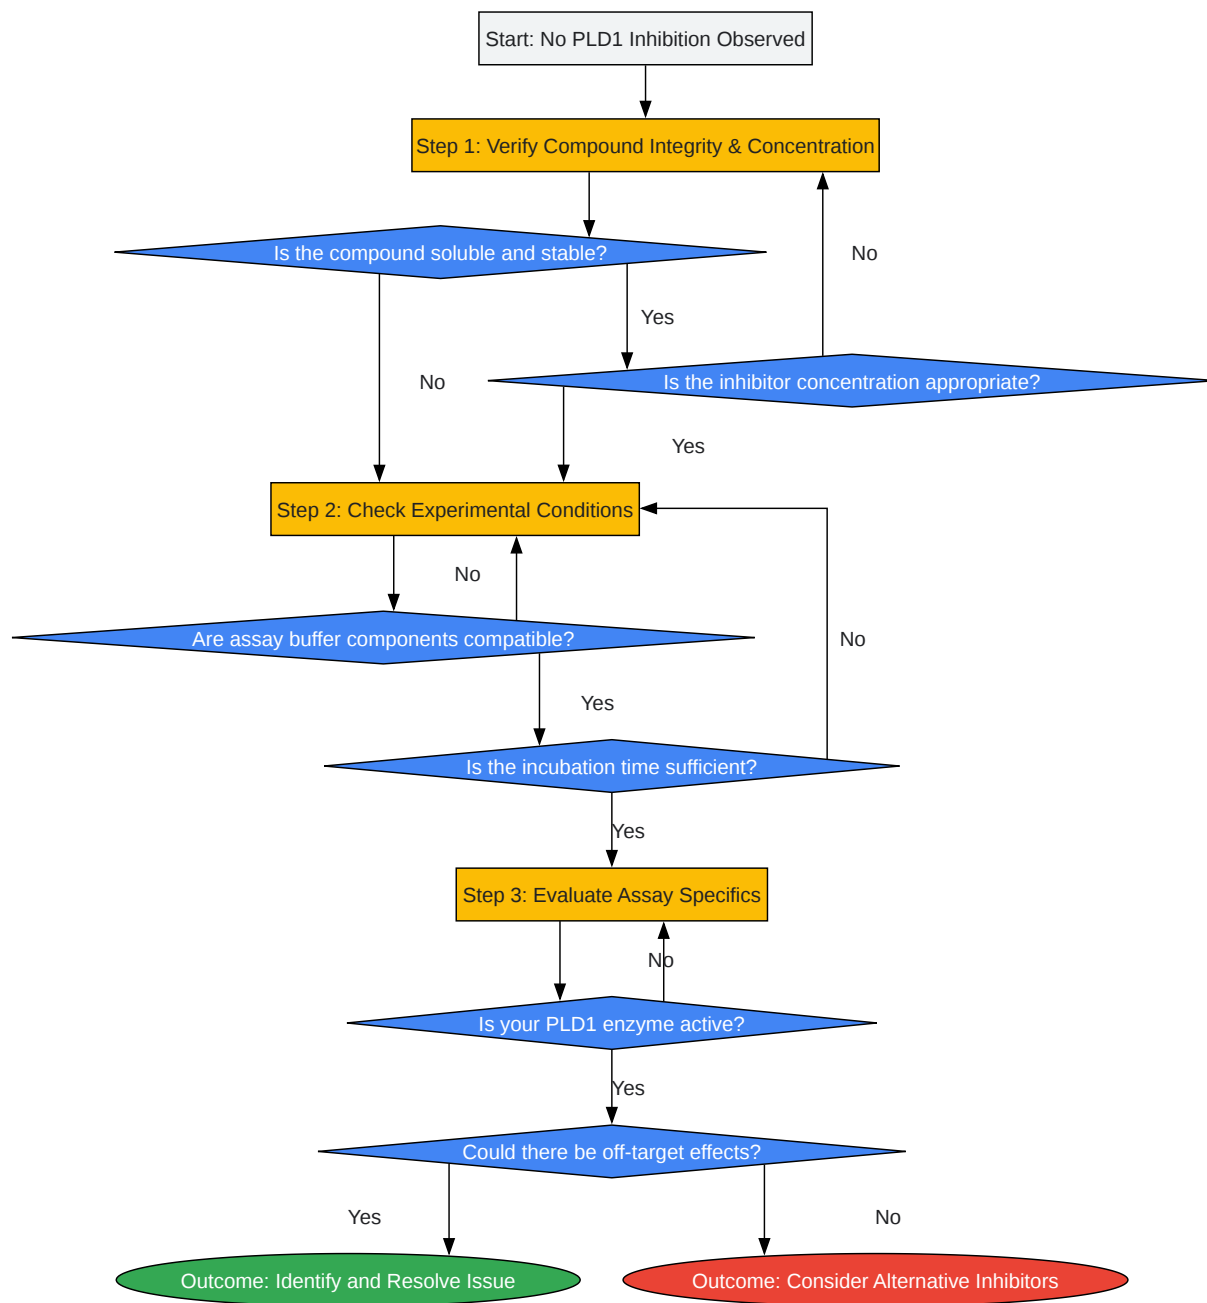 Start: No PLD1 Inhibition Observed
Step 1: Verify Compound Integrity & Concentration
Is the compound soluble and stable?
No
Yes
No
Is the inhibitor concentration appropriate?
Yes
Step 2: Check Experimental Conditions
No
Are assay buffer components compatible?
No
Yes
Is the incubation time sufficient?
Yes
Step 3: Evaluate Assay Specifics
No
Is your PLD1 enzyme active?
Yes
Could there be off-target effects?
Yes
No
Outcome: Identify and Resolve Issue
Outcome: Consider Alternative Inhibitors